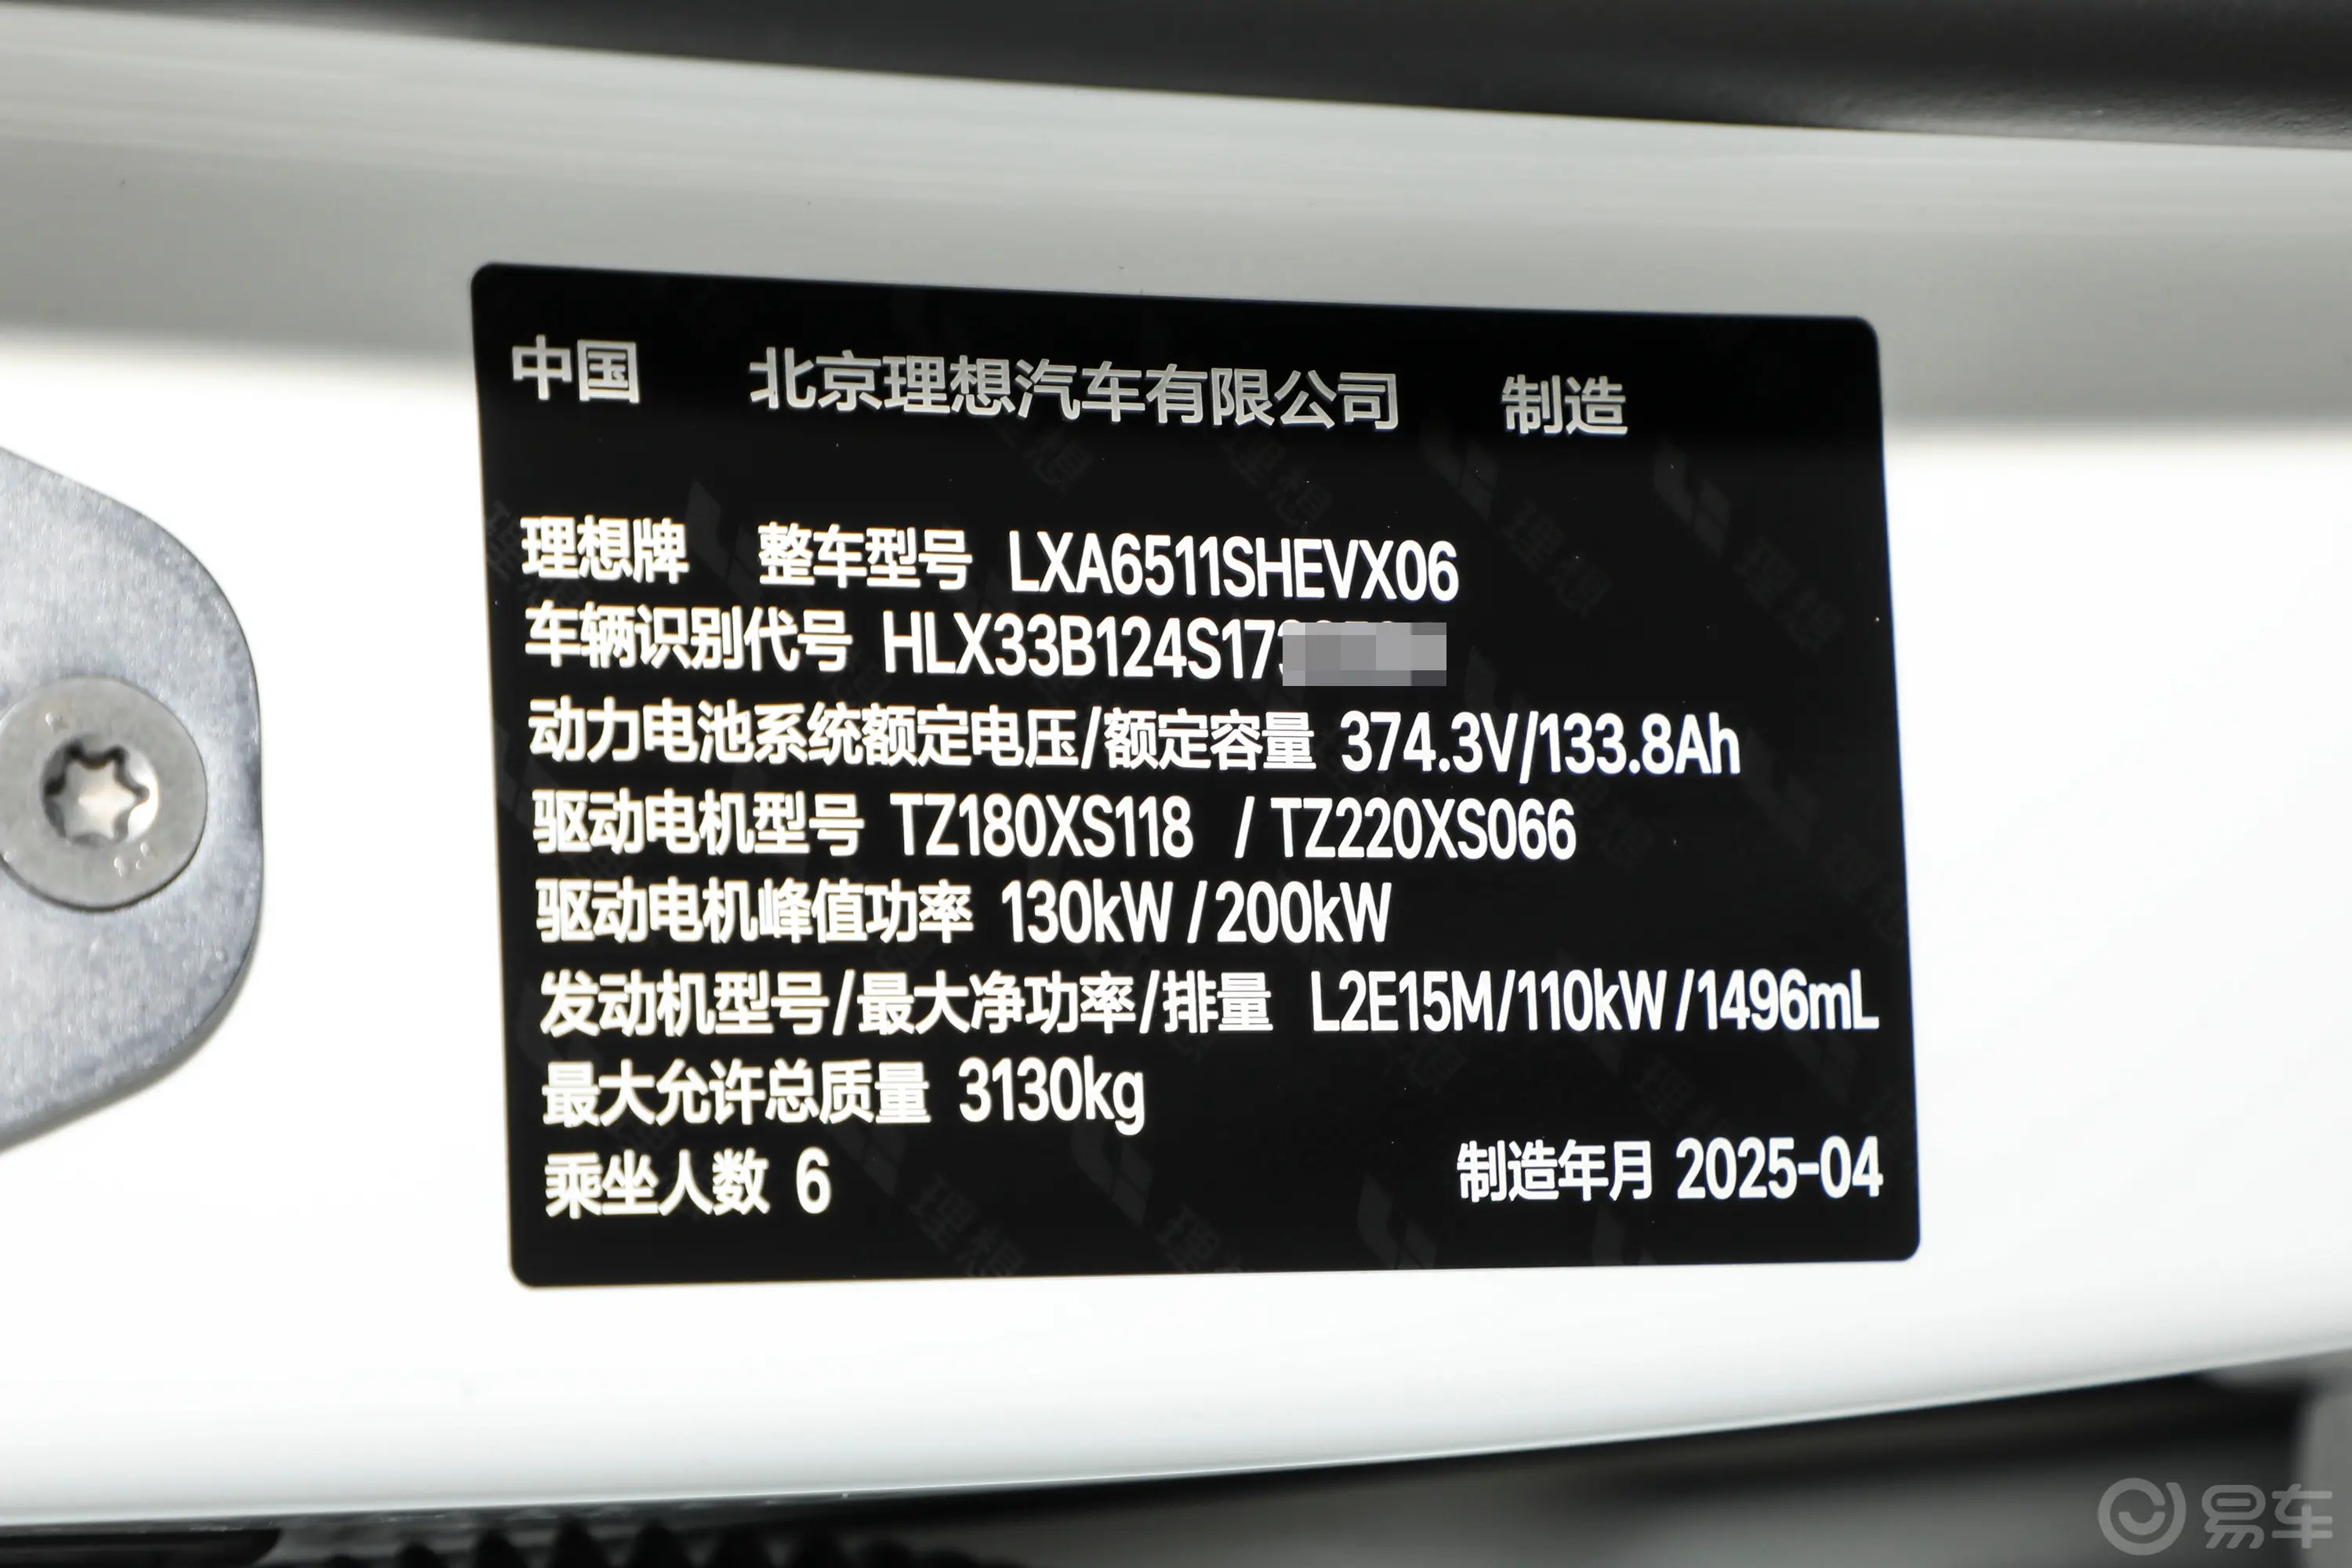 中国 北京理想汽车有限公司 制造
理想牌 整车型号 LXA6511SHEVX06
车辆识别代号 HLX33B124S17
动力电池系统额定电压/额定容量 374.3V/133.8Ah
驱动电机型号 TZ180XS118 / TZ220XS066
驱动电机峰值功率 130kW / 200kW
发动机型号/最大净功率/排量 L2E15M/110kW/1496mL
最大允许总质量 3130kg
乘坐人数 6 制造年月 2025-04
易车